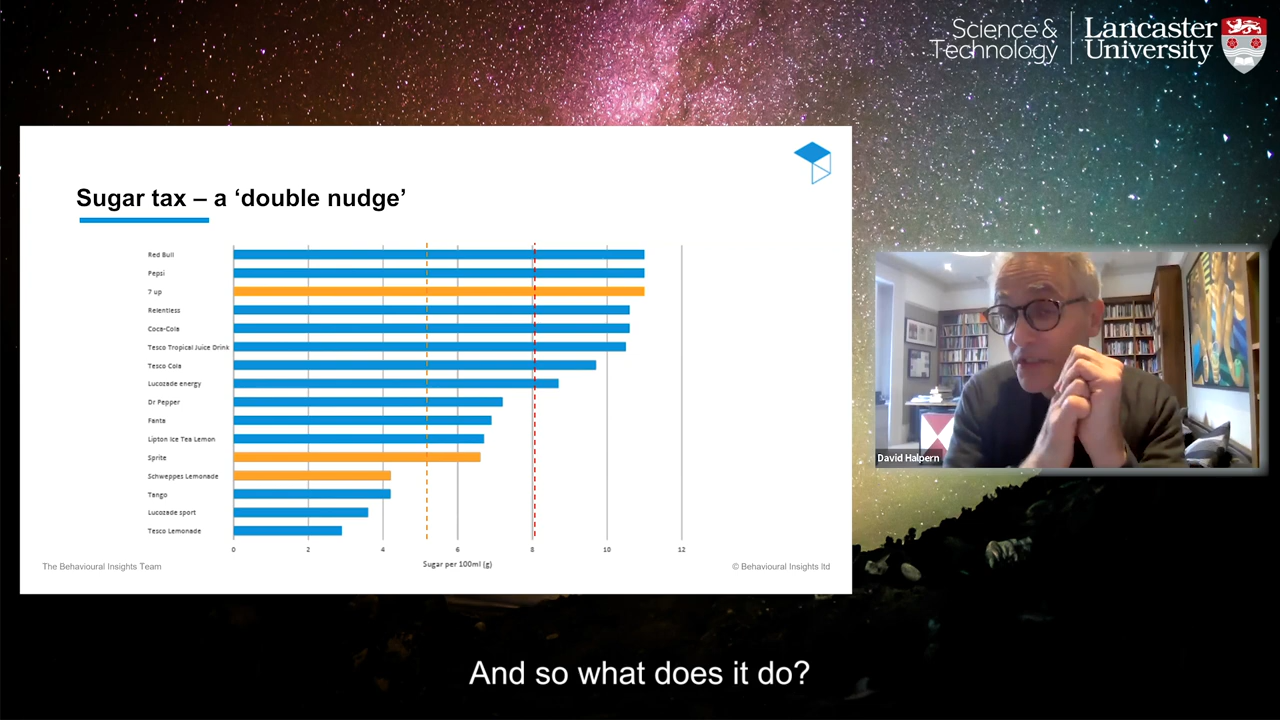 Science &
Technology
Lancaster
University
Sugar tax – a ‘double nudge’
Red Bull
Pepsi
7 up
Relentless
Coca-Cola
Tesco Tropical Juice Drink
Tesco Cola
Lucozade energy
Dr Pepper
Fanta
Lipton Ice Tea Lemon
Sprite
Schweppes Lemonade
Tango
Lucozade sport
Tesco Lemonade
0 2 4 6 8 10 12
Sugar per 100ml (g)
The Behavioural Insights Team
© Behavioural Insights ltd
David Halpern
And so what does it do?